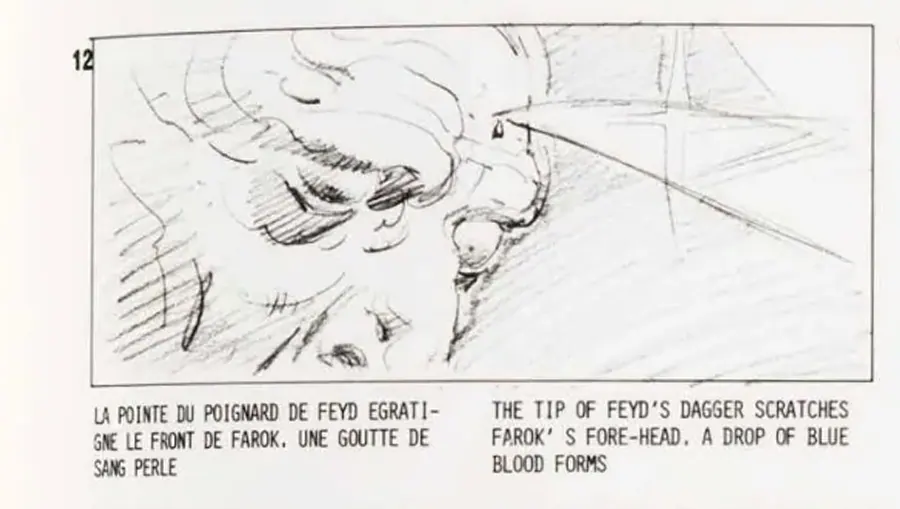 12
LA POINTE DU POIGNARD DE FEYD EGRATI-
GNE LE FRONT DE FAROK. UNE GOUTTE DE
SANG PERLE
THE TIP OF FEYD'S DAGGER SCRATCHES
FAROK' S FORE-HEAD. A DROP OF BLUE
BLOOD FORMS